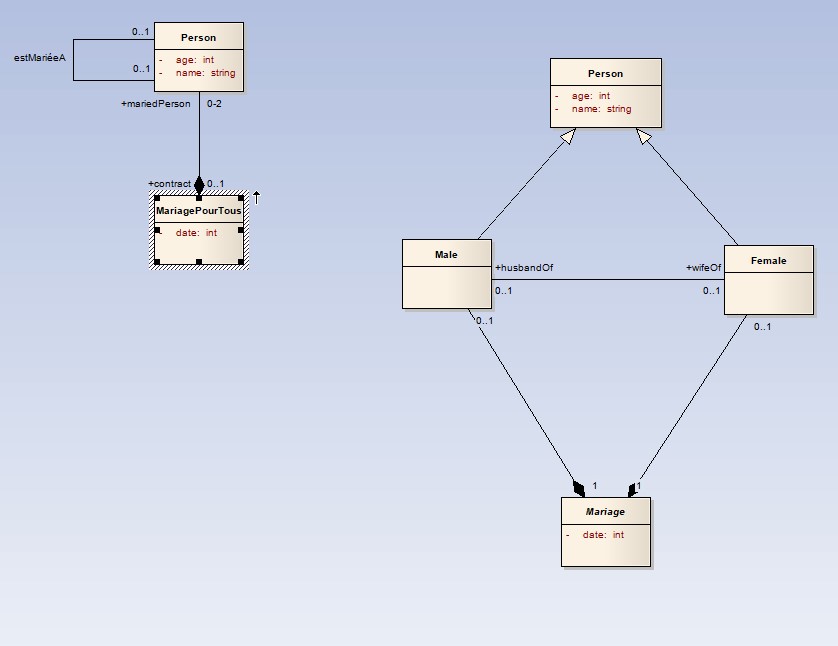 0..1
Person
estMariéeA
- age: int
0..1
- name: string
+mariedPerson 0-2
+contract 0..1
MariagePourTous
- date: int
Person
- age: int
- name: string
Male
Female
+husbandOf
+wifeOf
0..1
0..1
0..1
0..1
1
1
Mariage
- date: int